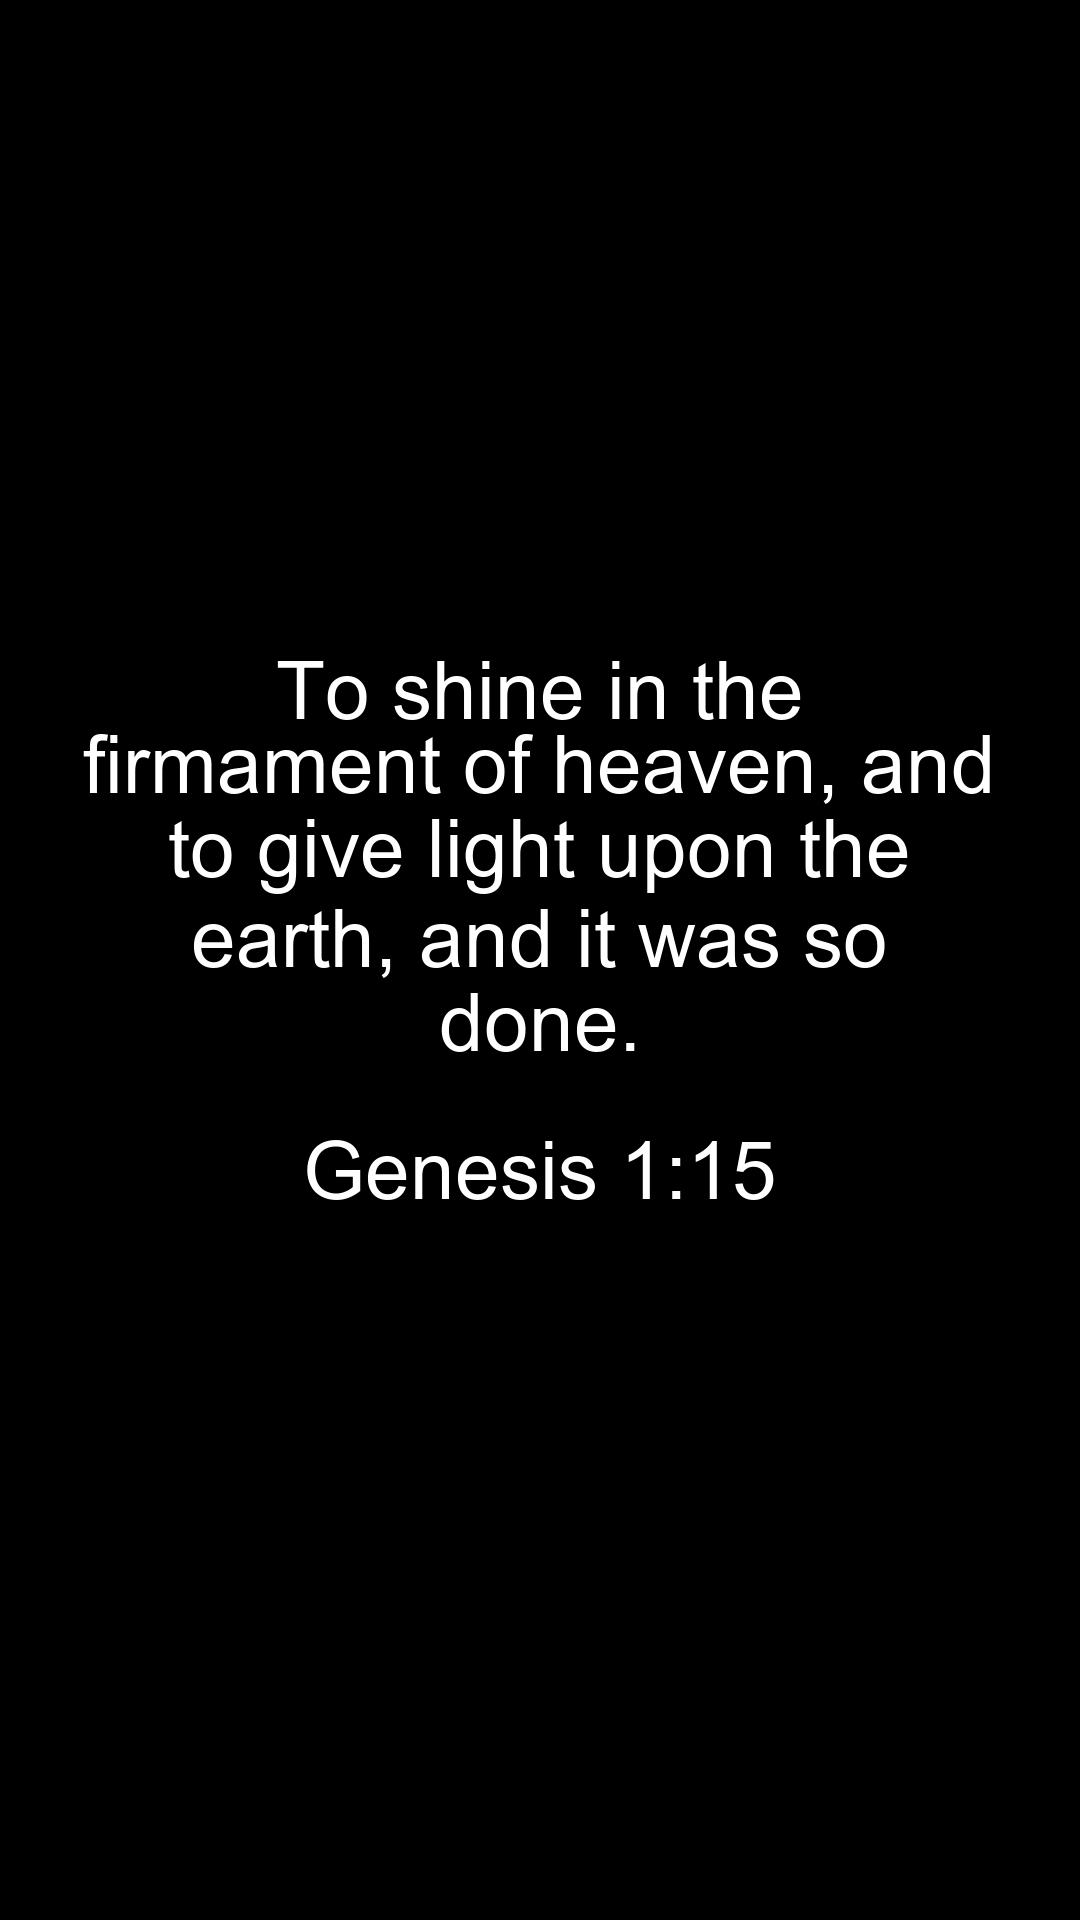 To shine in the
firmament of heaven, and
to give light upon the
earth, and it was so
done.
Genesis 1:15